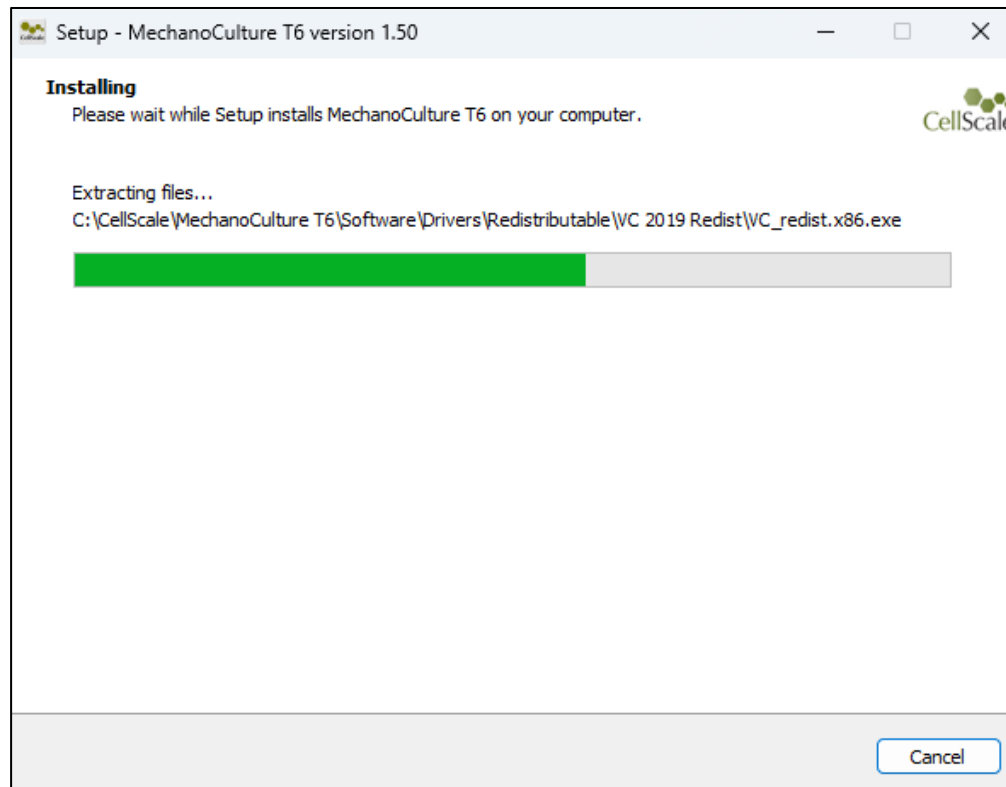 Setup - MechanoCulture T6 version 1.50
Installing
Please wait while Setup installs MechanoCulture T6 on your computer.
CellScale
Extracting files...
C:\CellScale\MechanoCulture T6\Software\Drivers\Redistributable\VC 2019 Redist\VC_redist.x86.exe
Cancel